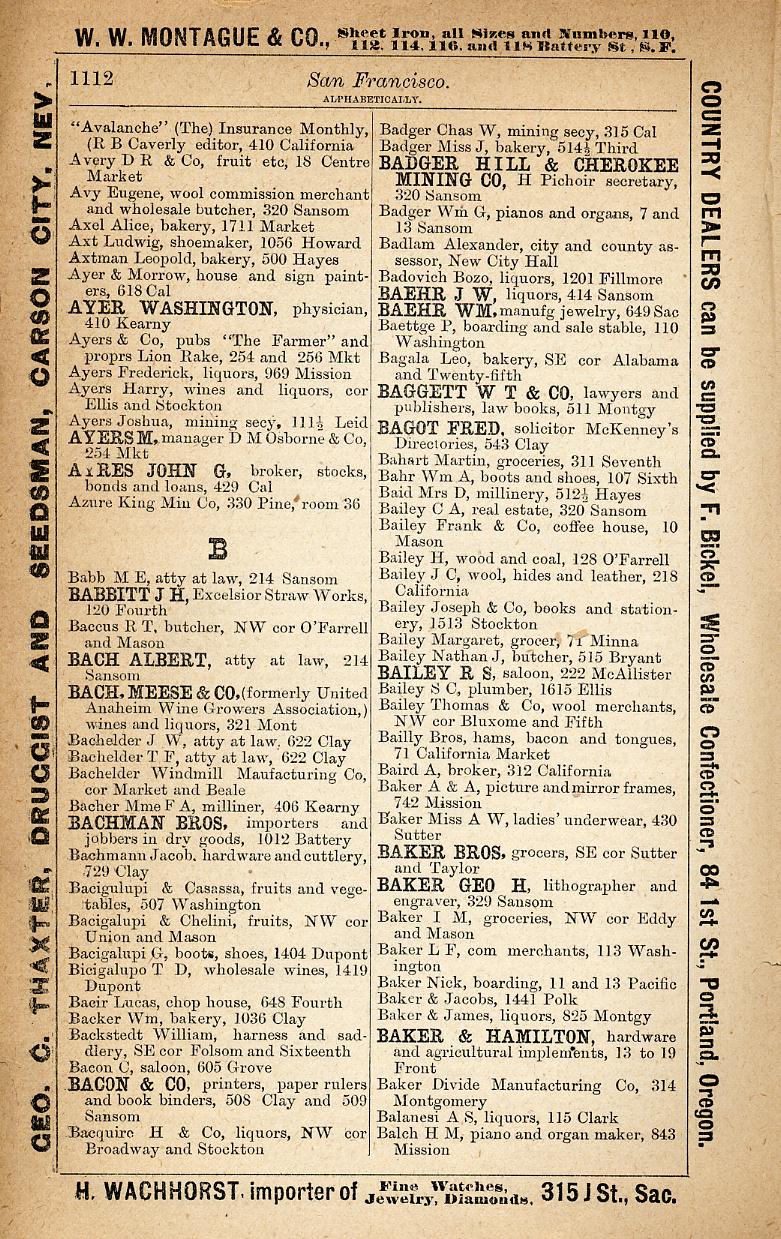 W. W. MONTAGUE & CO., Sheet Iron, all Sizes and Numbers, 110,
112, 114, 116, and 118 Battery St, S. F.
1112 San Francisco.
ALPHABETICALLY.
"Avalanche" (The) Insurance Monthly,
(R B Caverly editor, 410 California
Avery D R & Co, fruit etc, 18 Centre
Market
Avy Eugene, wool commission merchant
and wholesale butcher, 320 Sansom
Axel Alice, bakery, 1711 Market
Axt Ludwig, shoemaker, 1056 Howard
Axtman Leopold, bakery, 500 Hayes
Ayer & Morrow, house and sign paint-
ers, 618 Cal
AYER WASHINGTON, physician,
410 Kearny
Ayers & Co, pubs "The Farmer" and
proprs Lion Rake, 254 and 256 Mkt
Ayers Frederick, liquors, 969 Mission
Ayers Harry, wines and liquors, cor
Ellis and Stockton
Ayers Joshua, mining secy, 111½ Leid
AYERS M, manager D M Osborne & Co,
254 Mkt
AYRES JOHN G, broker, stocks,
bonds and loans, 429 Cal
Azure King Min Co, 330 Pine, room 36
B
Babb M E, atty at law, 214 Sansom
BABBITT J H, Excelsior Straw Works,
120 Fourth
Baccus R T, butcher, NW cor O'Farrell
and Mason
BACH ALBERT, atty at law, 214
Sansom
BACH, MEESE & CO, (formerly United
Anaheim Wine Growers Association,)
wines and liquors, 321 Mont
Bachelder J W, atty at law, 622 Clay
Bachelder T F, atty at law, 622 Clay
Bachelder Windmill Maufacturing Co,
cor Market and Beale
Bacher Mme F A, milliner, 406 Kearny
BACHMAN BROS, importers and
jobbers in dry goods, 1012 Battery
Bachmann Jacob, hardware and cuttlery,
729 Clay
Bacigulupi & Casassa, fruits and vege-
tables, 507 Washington
Bacigalupi & Chelini, fruits, NW cor
Union and Mason
Bacigalupi G, boots, shoes, 1404 Dupont
Bicigalupo T D, wholesale wines, 1419
Dupont
Bacir Lucas, chop house, 648 Fourth
Backer Wm, bakery, 1036 Clay
Backstedt William, harness and sad-
dlery, SE cor Folsom and Sixteenth
Bacon C, saloon, 605 Grove
BACON & CO, printers, paper rulers
and book binders, 508 Clay and 509
Sansom
Bacquire H & Co, liquors, NW cor
Broadway and Stockton
Badger Chas W, mining secy, 315 Cal
Badger Miss J, bakery, 514½ Third
BADGER HILL & CHEROKEE
MINING CO, H Pichoir secretary,
320 Sansom
Badger Wm G, pianos and organs, 7 and
13 Sansom
Badlam Alexander, city and county as-
sessor, New City Hall
Badovich Bozo, liquors, 1201 Fillmore
BAEHR J W, liquors, 414 Sansom
BAEHR WM, manufg jewelry, 649 Sac
Baettge P, boarding and sale stable, 110
Washington
Bagala Leo, bakery, SE cor Alabama
and Twenty-fifth
BAGGETT W T & CO, lawyers and
publishers, law books, 511 Montgy
BAGOT FRED, solicitor McKenney's
Directories, 543 Clay
Bahart Martin, groceries, 311 Seventh
Bahr Wm A, boots and shoes, 107 Sixth
Baid Mrs D, millinery, 512½ Hayes
Bailey C A, real estate, 320 Sansom
Bailey Frank & Co, coffee house, 10
Mason
Bailey H, wood and coal, 128 O'Farrell
Bailey J C, wool, hides and leather, 218
California
Bailey Joseph & Co, books and station-
ery, 1513 Stockton
Bailey Margaret, grocer, 71 Minna
Bailey Nathan J, butcher, 515 Bryant
BAILEY R S, saloon, 222 McAllister
Bailey S C, plumber, 1615 Ellis
Bailey Thomas & Co, wool merchants,
NW cor Bluxome and Fifth
Bailly Bros, hams, bacon and tongues,
71 California Market
Baird A, broker, 312 California
Baker A & A, picture and mirror frames,
742 Mission
Baker Miss A W, ladies' underwear, 430
Sutter
BAKER BROS, grocers, SE cor Sutter
and Taylor
BAKER GEO H, lithographer and
engraver, 329 Sansom
Baker I M, groceries, NW cor Eddy
and Mason
Baker L F, com merchants, 113 Wash-
ington
Baker Nick, boarding, 11 and 13 Pacific
Baker & Jacobs, 1441 Polk
Baker & James, liquors, 825 Montgy
BAKER & HAMILTON, hardware
and agricultural implements, 13 to 19
Front
Baker Divide Manufacturing Co, 314
Montgomery
Balanesi A S, liquors, 115 Clark
Balch H M, piano and organ maker, 843
Mission
GEO. C. THAXTER, DRUGGIST AND SEEDSMAN, CARSON CITY, NEV.
COUNTRY DEALERS can be supplied by F. Bickel, Wholesale Confectioner, 84 1st St., Portland, Oregon.
H. WACHHORST, importer of Fine Watches,
Jewelry, Diamonds, 315 J St., Sac.